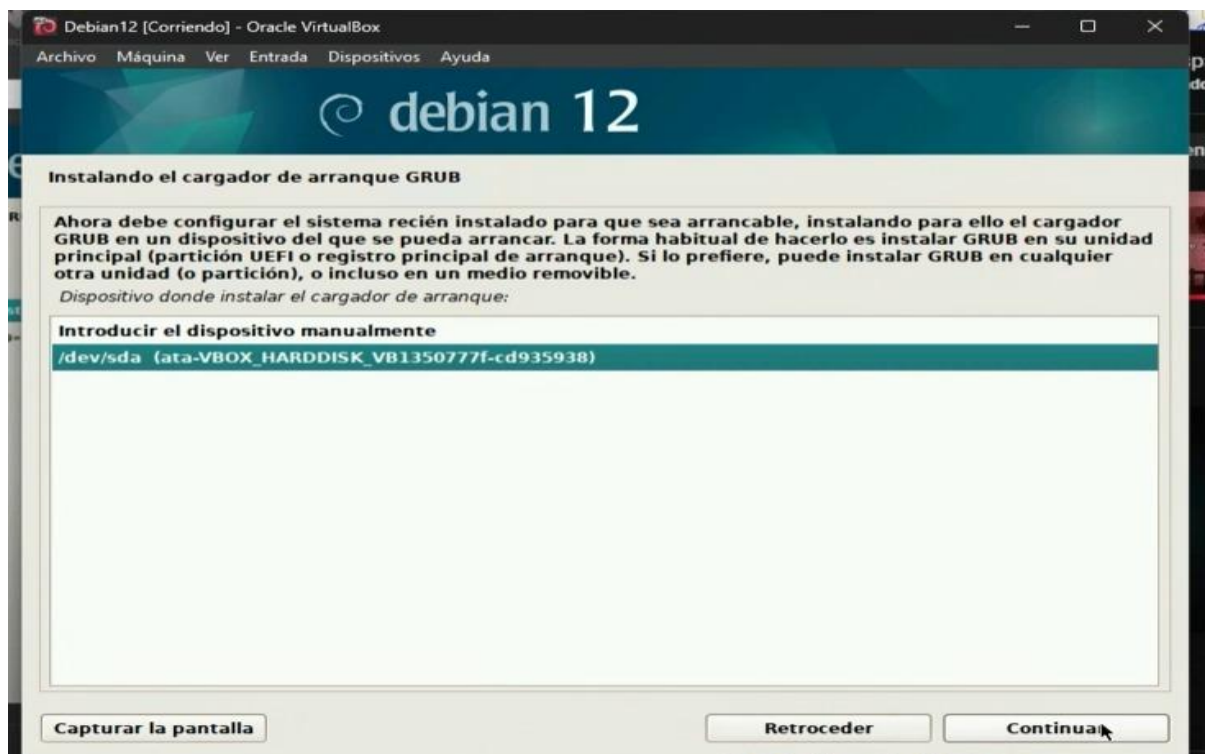 Debian12 [Corriendo] - Oracle VirtualBox
Archivo Máquina Ver Entrada Dispositivos Ayuda
debian 12
Instalando el cargador de arranque GRUB
Ahora debe configurar el sistema recién instalado para que sea arrancable, instalando para ello el cargador
GRUB en un dispositivo del que se pueda arrancar. La forma habitual de hacerlo es instalar GRUB en su unidad
principal (partición UEFI o registro principal de arranque). Si lo prefiere, puede instalar GRUB en cualquier
otra unidad (o partición), o incluso en un medio removible.
Dispositivo donde instalar el cargador de arranque:
Introducir el dispositivo manualmente
/dev/sda (ata-VBOX_HARDDISK_VB1350777f-cd935938)
Capturar la pantalla
Retroceder
Continuar